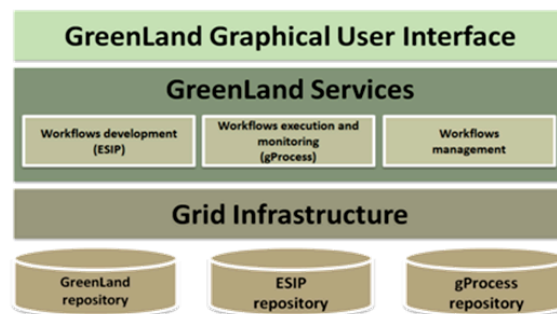 GreenLand Graphical User Interface
GreenLand Services
Workflows development
(ESIP)
Workflows execution and
monitoring
(gProcess)
Workflows
management
Grid Infrastructure
GreenLand
repository
ESIP
repository
gProcess
repository